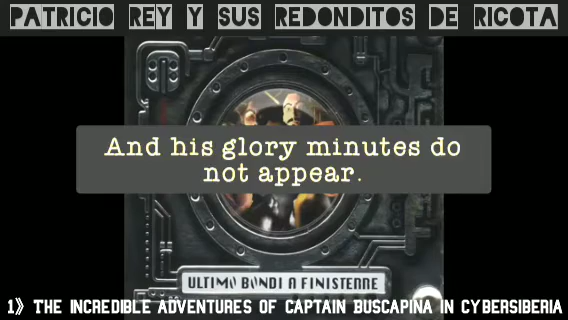 PATRICIO REY Y SUS REDONDITOS DE RICOTA
And his glory minutes do
not appear.
ULTIMO BONDI A FINISTERRE
1》 THE INCREDIBLE ADVENTURES OF CAPTAIN BUSCAPINA IN CYBERSIBERIA